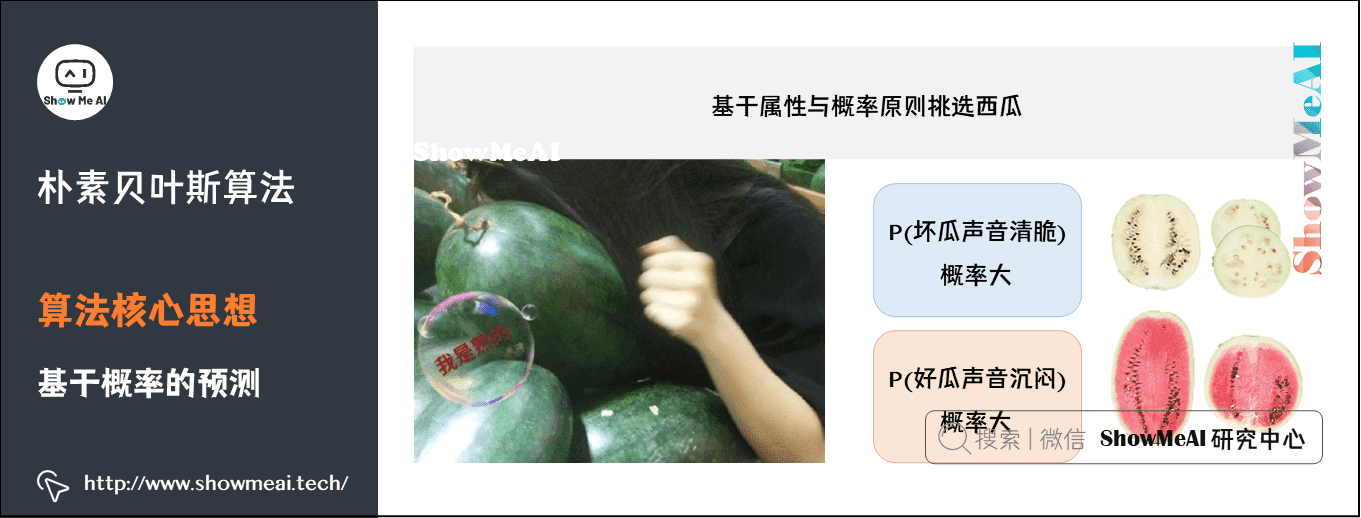 Show Me AI
朴素贝叶斯算法
算法核心思想
基于概率的预测
http://www.showmeai.tech/
基于属性与概率原则挑选西瓜
ShowMeAI
ShowMeAI
我是熟的
P(坏瓜声音清脆)
概率大
P(好瓜声音沉闷)
概率大
搜索 | 微信 ShowMeAI 研究中心